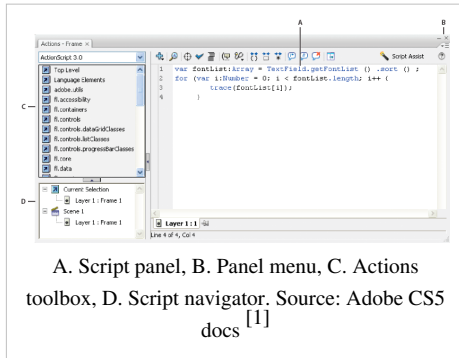 A
B
Actions - Frame ×
ActionScript 3.0
Script Assist
Top Level
Language Elements
adobe.utils
fl.accessibility
fl.containers
fl.controls
fl.controls.dataGridClasses
fl.controls.listClasses
fl.controls.progressBarClasses
fl.core
fl.data
C
1 var fontList:Array = TextField.getFontList () .sort () ;
2 for (var i:Number = 0; i < fontList.length; i++ {
3 trace(fontList[i]);
4 }
D
Current Selection
Layer 1 : Frame 1
Scene 1
Layer 1 : Frame 1
Layer 1 : 1
Line 4 of 4, Col 4
A. Script panel, B. Panel menu, C. Actions
toolbox, D. Script navigator. Source: Adobe CS5
docs [1]